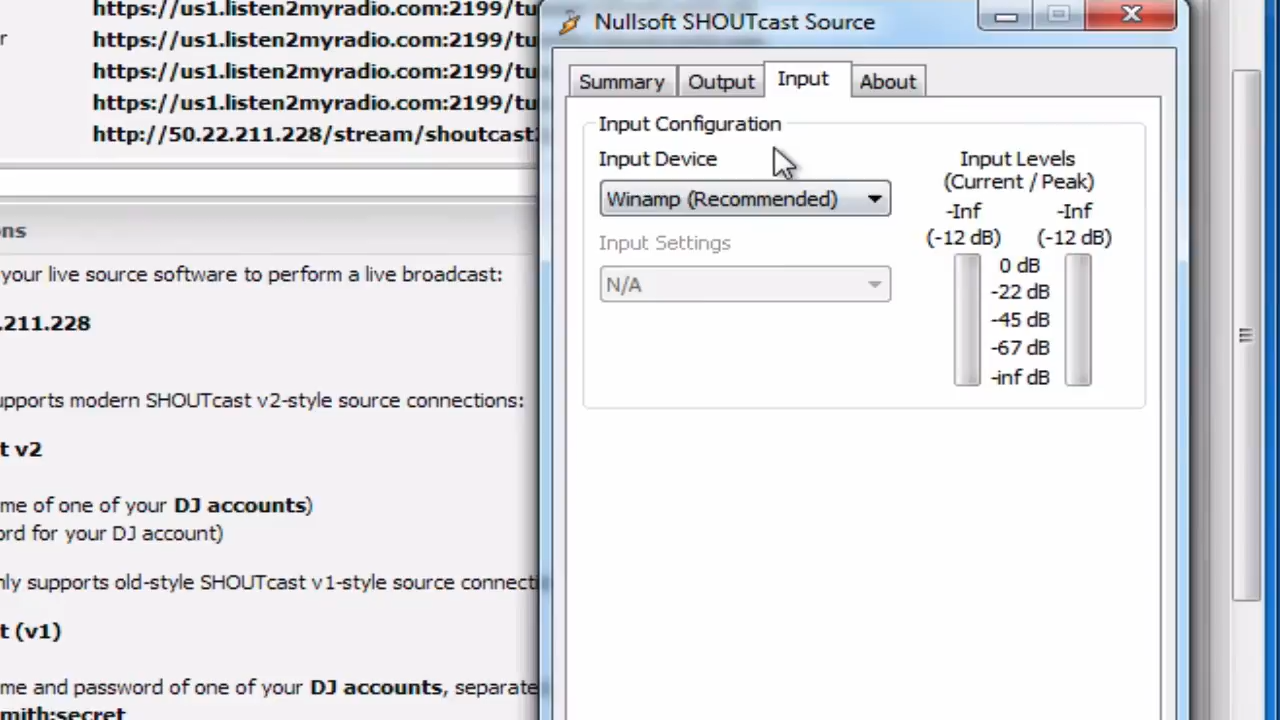 https://us1.listen2myradio.com:2199/tu
r https://us1.listen2myradio.com:2199/tu
https://us1.listen2myradio.com:2199/tu
https://us1.listen2myradio.com:2199/tu
http://50.22.211.228/stream/shoutcast
ns
your live source software to perform a live broadcast:
.211.228
upports modern SHOUTcast v2-style source connections:
t v2
me of one of your DJ accounts)
ord for your DJ account)
nly supports old-style SHOUTcast v1-style source connecti
t (v1)
me and password of one of your DJ accounts, separate
mith:secret
Nullsoft SHOUTcast Source
Summary Output Input About
Input Configuration
Input Device
Winamp (Recommended)
Input Settings
N/A
Input Levels
(Current / Peak)
-Inf -Inf
(-12 dB) (-12 dB)
0 dB
-22 dB
-45 dB
-67 dB
-inf dB